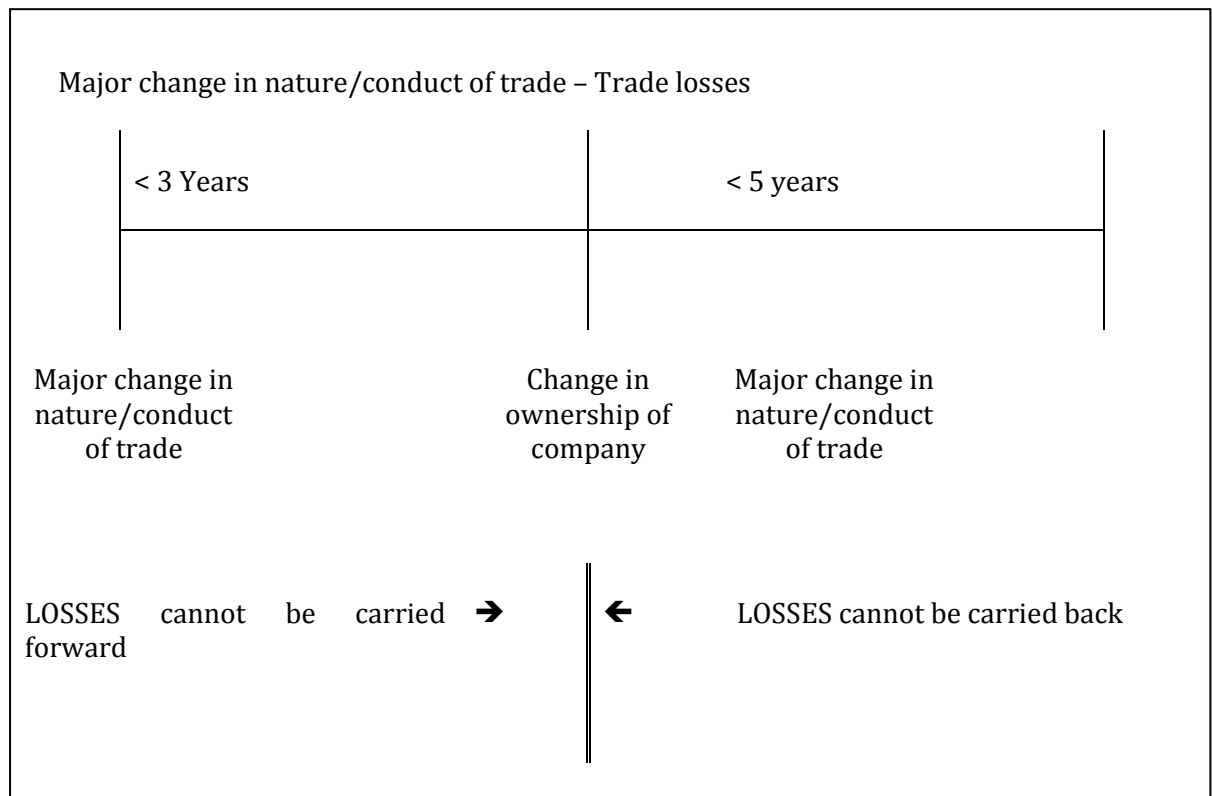 Major change in nature/conduct of trade – Trade losses
< 3 Years
< 5 years
Major change in
nature/conduct
of trade
Change in
ownership of
company
Major change in
nature/conduct
of trade
LOSSES cannot be carried ➔
forward
🡸 LOSSES cannot be carried back